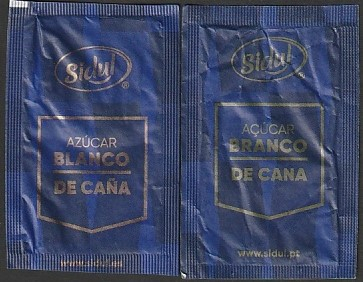 Sidul®
AZÚCAR
BLANCO
DE CAÑA
www.sidul.es
Sidul®
AÇÚCAR
BRANCO
DE CANA
www.sidul.pt